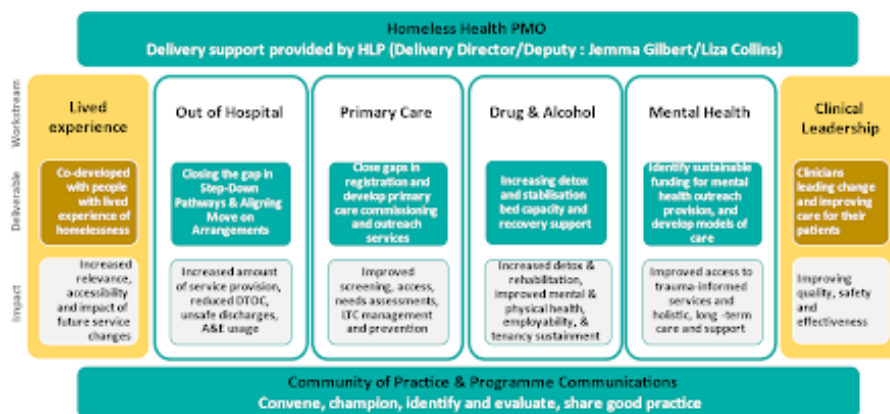 Homeless Health PMO
Delivery support provided by HLP (Delivery Director/Deputy : Jemma Gilbert/Liza Collins)
Workstream
Lived
experience
Out of Hospital
Primary Care
Drug & Alcohol
Mental Health
Clinical
Leadership
Deliverable
Co-developed
with people
with lived
experience of
homelessness
Closing the gap in
Step-Down
Pathways & Aligning
Move on
Arrangements
Close gaps in
registration and
develop primary
care commissioning
and outreach
services
Increasing detox
and stabilisation
bed capacity and
recovery support
Identify sustainable
funding for mental
health outreach
provision, and
develop models of
care
Clinicians
leading change
and improving
care for their
patients
Impact
Increased
relevance,
accessibility
and impact of
future service
changes
Increased amount
of service provision,
reduced DTOC,
unsafe discharges,
A&E usage
Improved
screening, access,
needs assessments,
LTC management
and prevention
Increased detox &
rehabilitation,
improved mental &
physical health,
employability, &
tenancy sustainment
Improved access to
trauma-informed
services and
holistic, long -term
care and support
Improving
quality, safety
and
effectiveness
Community of Practice & Programme Communications
Convene, champion, identify and evaluate, share good practice